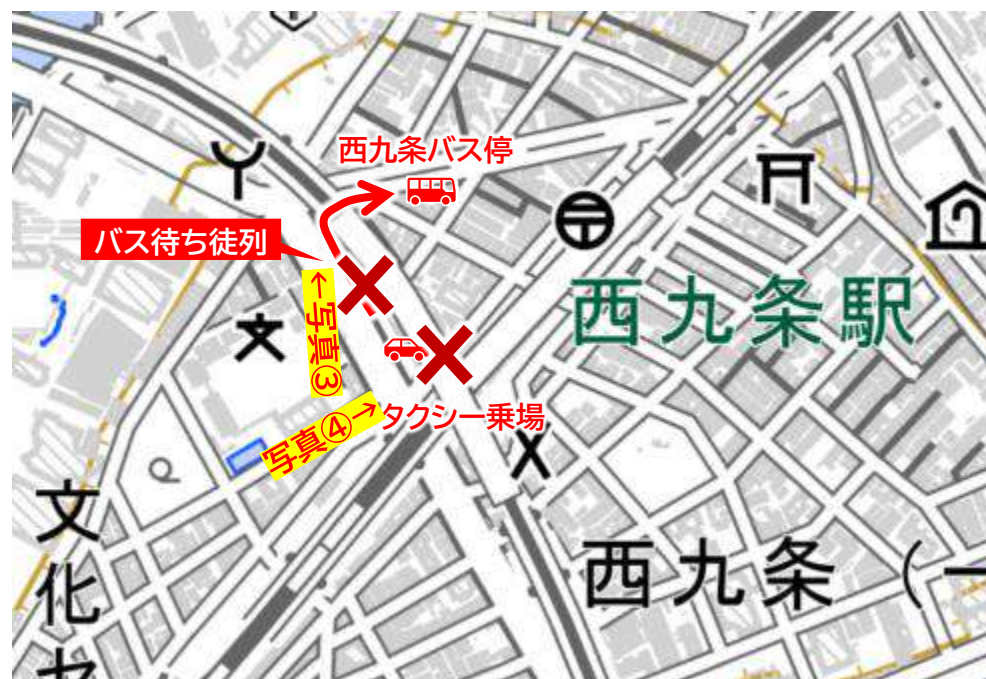 西九条バス停
バス待ち徒列
←写真③
写真④→
タクシー乗場
西九条駅
西九条(一
文化セ